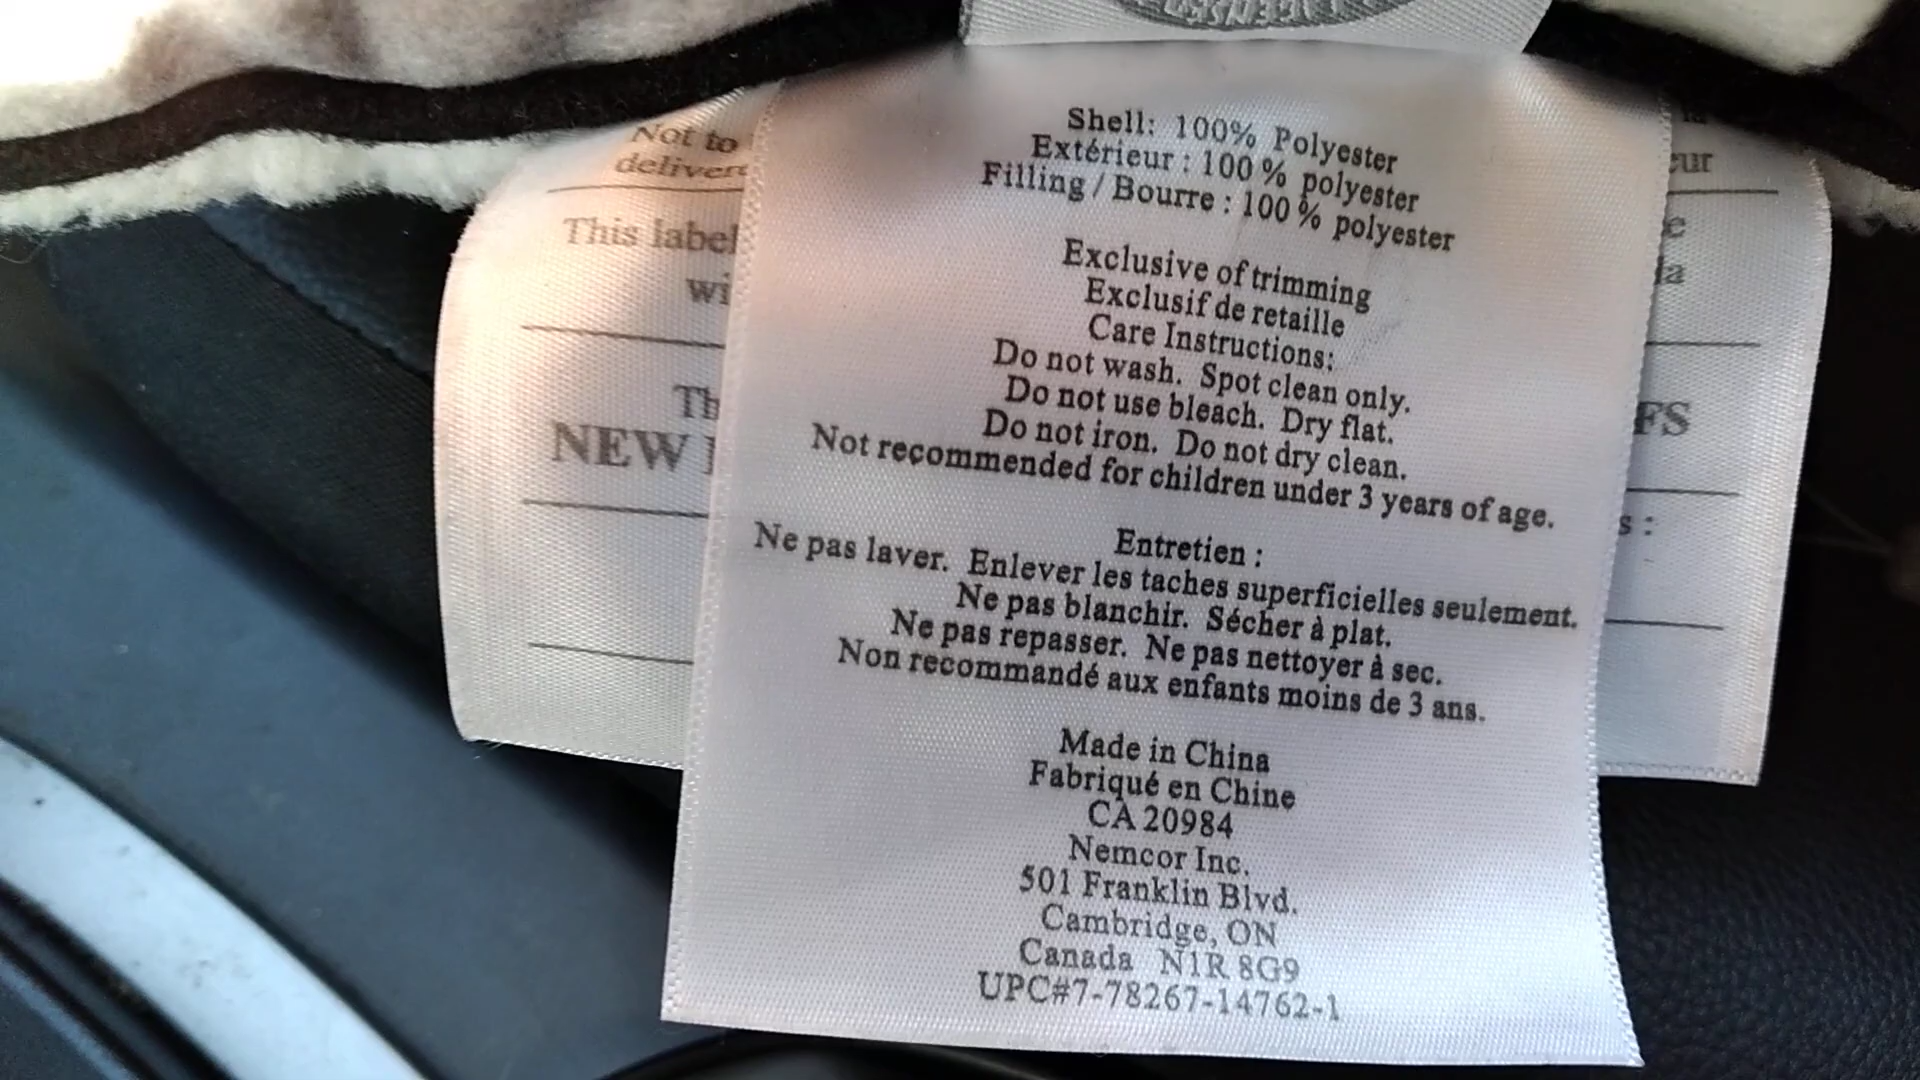 Not to
This label
NEW
Shell: 100% Polyester
Extérieur : 100 % polyester
Filling / Bourre : 100 % polyester
Exclusive of trimming
Exclusif de retaille
Care Instructions:
Do not wash. Spot clean only.
Do not use bleach. Dry flat.
Do not iron. Do not dry clean.
Not recommended for children under 3 years of age.
Entretien :
Ne pas laver. Enlever les taches superficielles seulement.
Ne pas blanchir. Sécher à plat.
Ne pas repasser. Ne pas nettoyer à sec.
Non recommandé aux enfants moins de 3 ans.
Made in China
Fabriqué en Chine
CA 20984
Nemcor Inc.
501 Franklin Blvd.
Cambridge, ON
Canada N1R 8G9
UPC#7-78267-14762-1